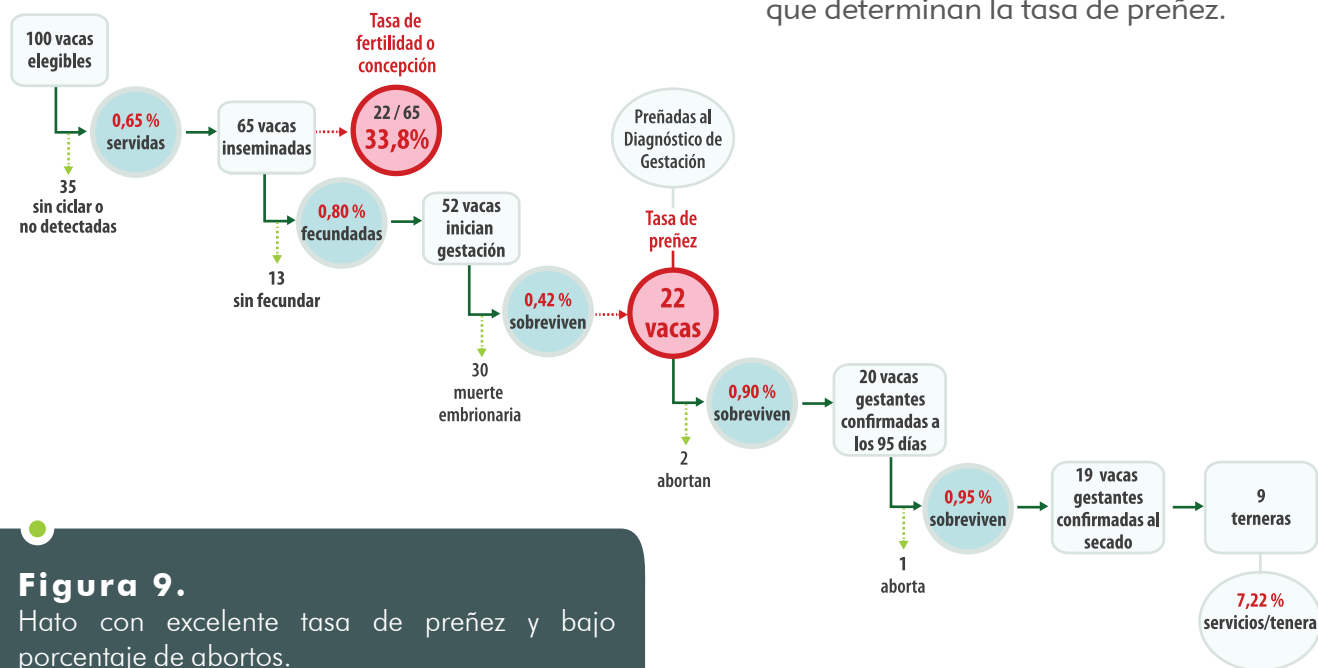 que determinan la tasa de preñez.
100 vacas
elegibles
0,65 %
servidas
35
sin ciclar o
no detectadas
65 vacas
inseminadas
Tasa de
fertilidad o
concepción
22 / 65
33,8%
0,80 %
fecundadas
13
sin fecundar
52 vacas
inician
gestación
0,42 %
sobreviven
30
muerte
embrionaria
Preñadas al
Diagnóstico de
Gestación
Tasa de
preñez
22
vacas
0,90 %
sobreviven
2
abortan
20 vacas
gestantes
confirmadas a
los 95 días
0,95 %
sobreviven
1
aborta
19 vacas
gestantes
confirmadas al
secado
9
terneras
7,22 %
servicios/tenera
Figura 9.
Hato con excelente tasa de preñez y bajo
porcentaje de abortos.